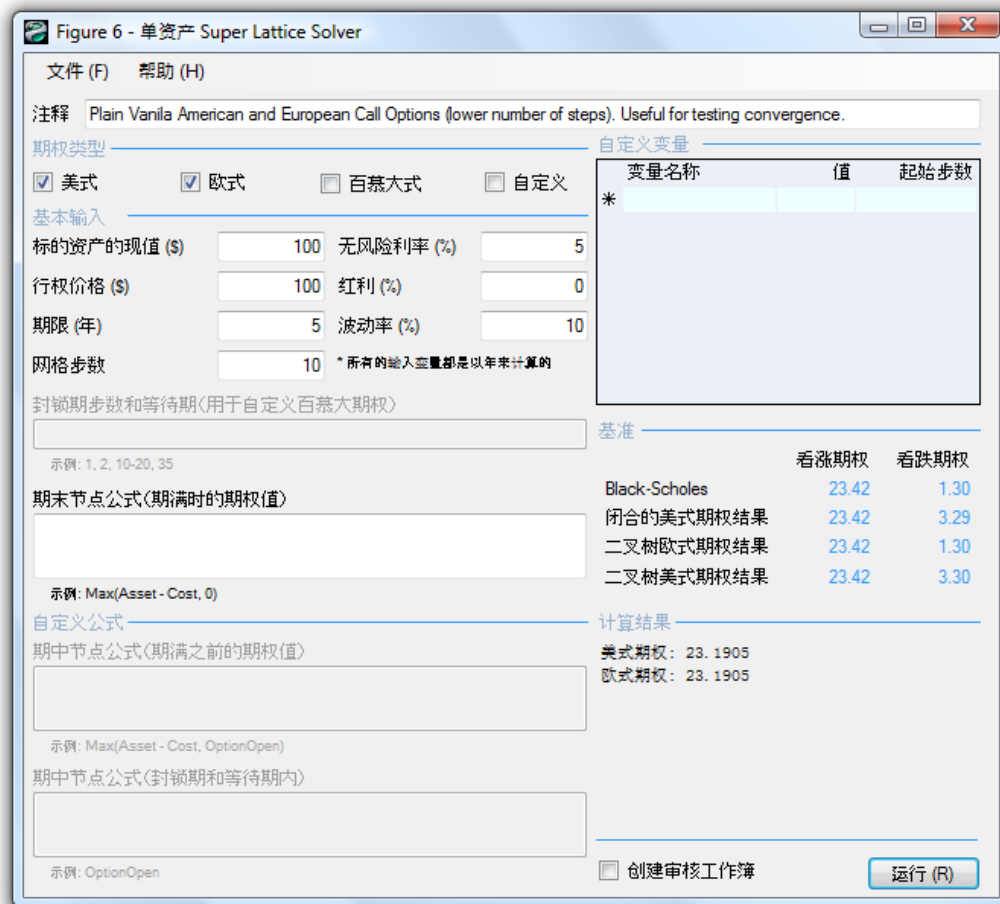 Figure 6 - 单资产 Super Lattice Solver
文件 (F) 帮助 (H)
注释 Plain Vanila American and European Call Options (lower number of steps). Useful for testing convergence.
期权类型
美式 欧式 百慕大式 自定义
基本输入
标的资产的现值 ($) 100 无风险利率 (%) 5
行权价格 ($) 100 红利 (%) 0
期限 (年) 5 波动率 (%) 10
网格步数 10 * 所有的输入变量都是以年来计算的
封锁期步数和等待期(用于自定义百慕大期权)
示例: 1, 2, 10-20, 35
期末节点公式(期满时的期权值)
示例: Max(Asset - Cost, 0)
自定义公式
期中节点公式(期满之前的期权值)
示例: Max(Asset - Cost, OptionOpen)
期中节点公式(封锁期和等待期内)
示例: OptionOpen
自定义变量
变量名称 值 起始步数
*
基准
看涨期权 看跌期权
Black-Scholes 23.42 1.30
闭合的美式期权结果 23.42 3.29
二叉树欧式期权结果 23.42 1.30
二叉树美式期权结果 23.42 3.30
计算结果
美式期权: 23.1905
欧式期权: 23.1905
创建审核工作簿 运行 (R)